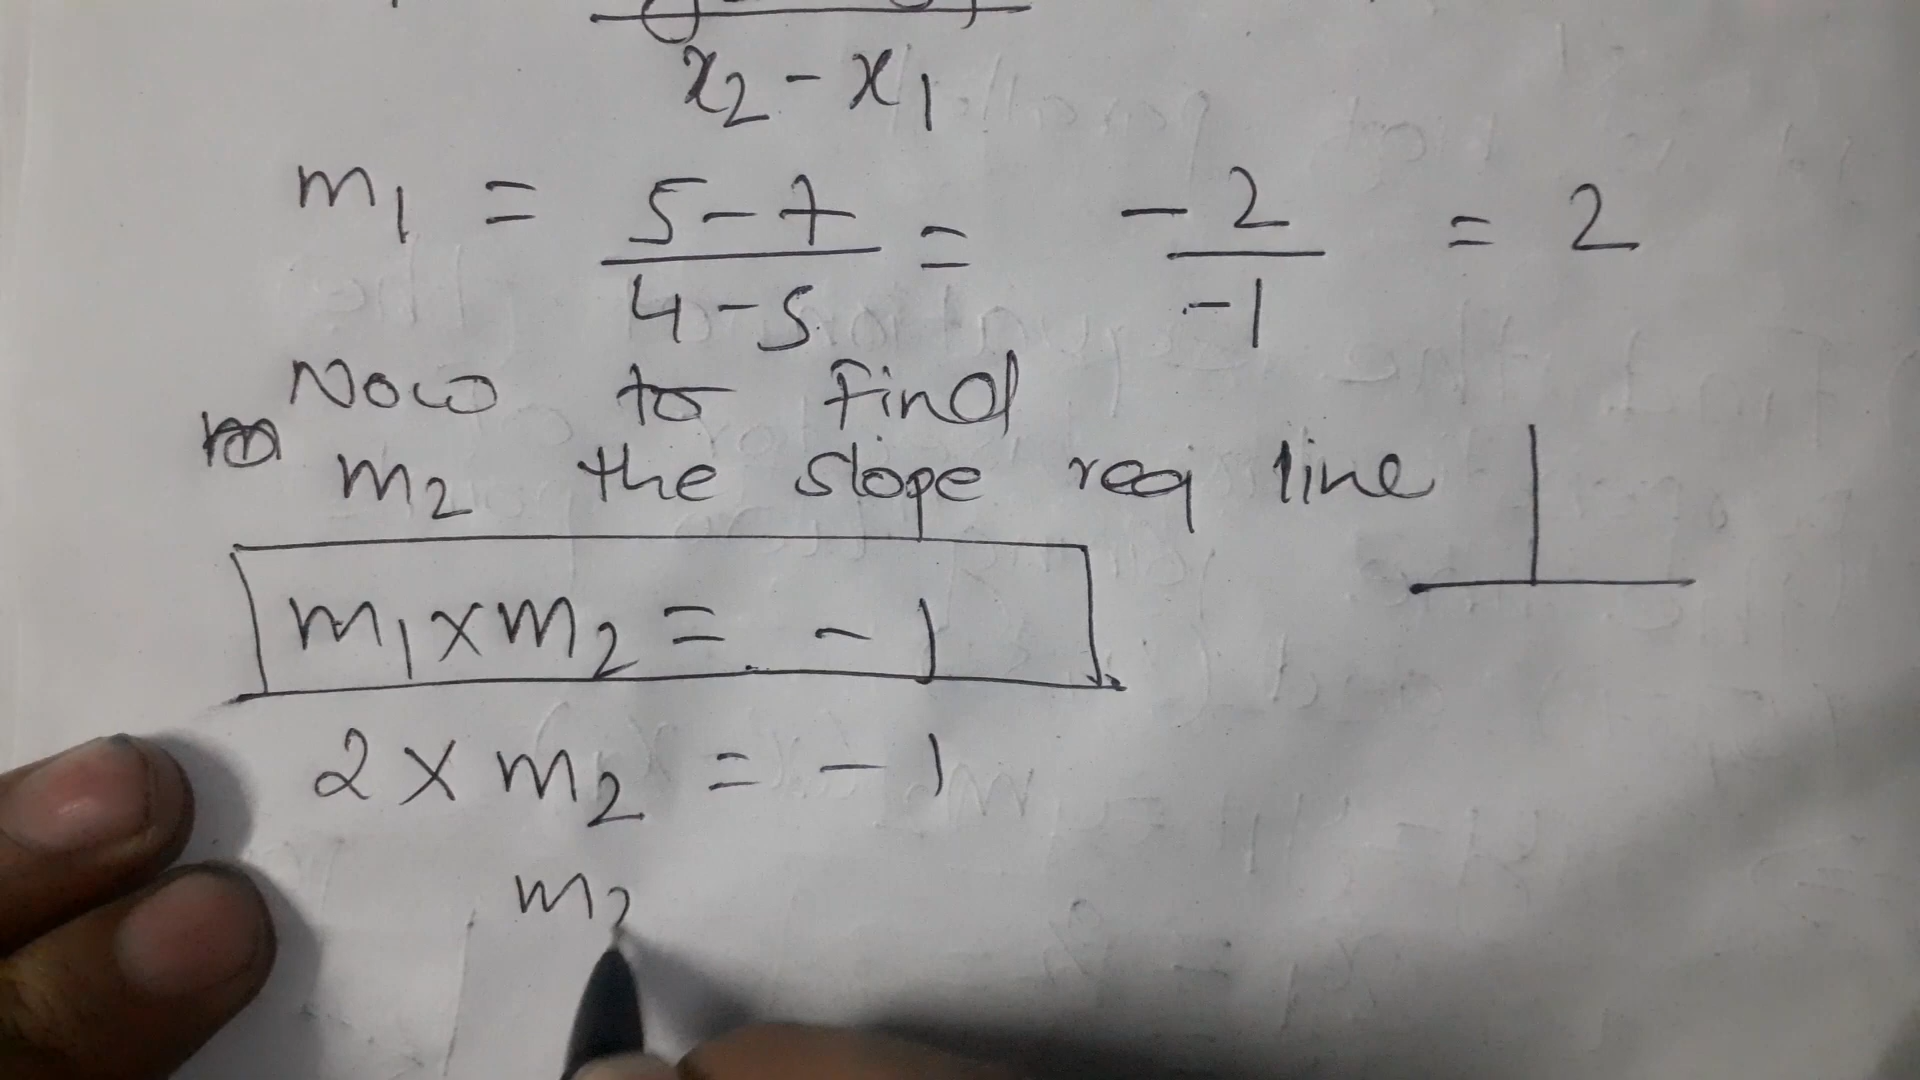 x2 - x1
m1 = 5-7/4-5 = -2/-1 = 2
Now to find
m2 the slope req line
m1 x m2 = -1
2 x m2 = -1
m2